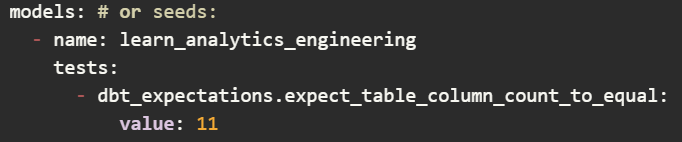 models: # or seeds:
  - name: learn_analytics_engineering
    tests:
      - dbt_expectations.expect_table_column_count_to_equal:
          value: 11